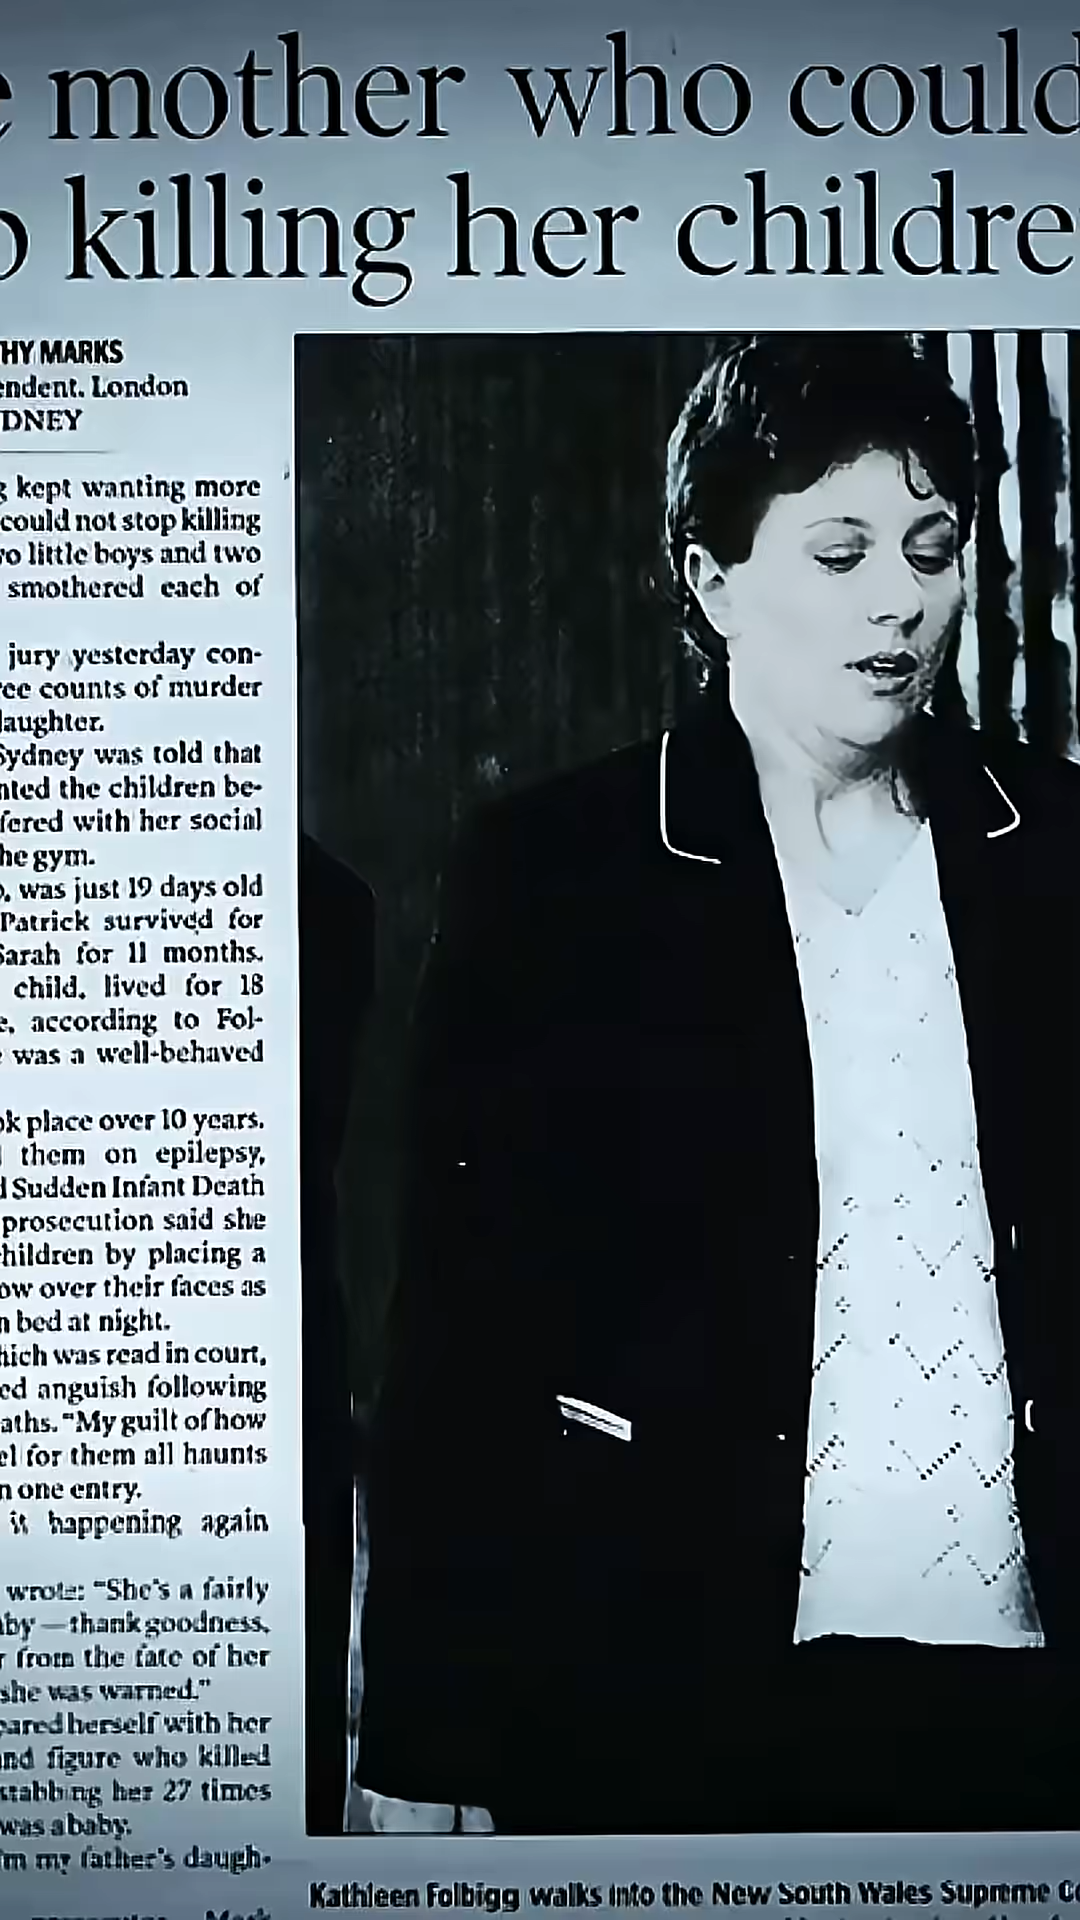 e mother who could
o killing her childre
HY MARKS
endent. London
DNEY
g kept wanting more
could not stop killing
vo little boys and two
smothered each of
jury yesterday con-
ree counts of murder
laughter.
Sydney was told that
nted the children be-
fered with her social
he gym.
b, was just 19 days old
Patrick survived for
Sarah for 11 months.
child, lived for 18
e, according to Fol-
was a well-behaved
ok place over 10 years.
l them on epilepsy,
d Sudden Infant Death
prosecution said she
hildren by placing a
ow over their faces as
n bed at night.
hich was read in court,
ed anguish following
aths. "My guilt of how
el for them all haunts
n one entry.
it happening again
wrote: "She's a fairly
by — thank goodness,
r from the fate of her
she was warned."
pared herself with her
nd figure who killed
stabbing her 27 times
was a baby.
'm my father's daugh-
Kathleen Folbigg walks into the New South Wales Supreme Co